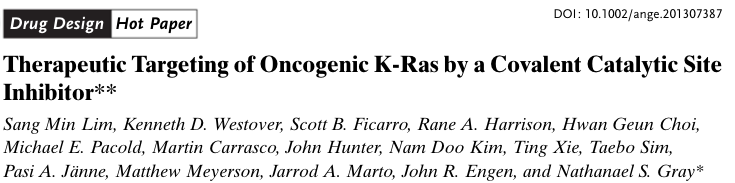 Drug Design Hot Paper
DOI: 10.1002/ange.201307387
Therapeutic Targeting of Oncogenic K-Ras by a Covalent Catalytic Site
Inhibitor**
Sang Min Lim, Kenneth D. Westover, Scott B. Ficarro, Rane A. Harrison, Hwan Geun Choi,
Michael E. Pacold, Martin Carrasco, John Hunter, Nam Doo Kim, Ting Xie, Taebo Sim,
Pasi A. Jänne, Matthew Meyerson, Jarrod A. Marto, John R. Engen, and Nathanael S. Gray*